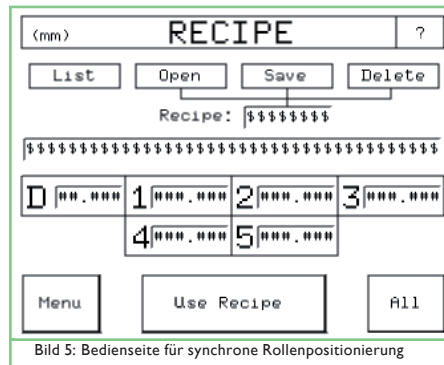 (mm) RECIPE ?
List Open Save Delete
Recipe: $$$$$$$$
$$$$$$$$$$$$$$$$$$$$$$$$$$$$$$$$$$$$$$$$
D ##.### 1 ###.### 2 ###.### 3 ###.###
4 ###.### 5 ###.###
Menu Use Recipe All
Bild 5: Bedienseite für synchrone Rollenpositionierung